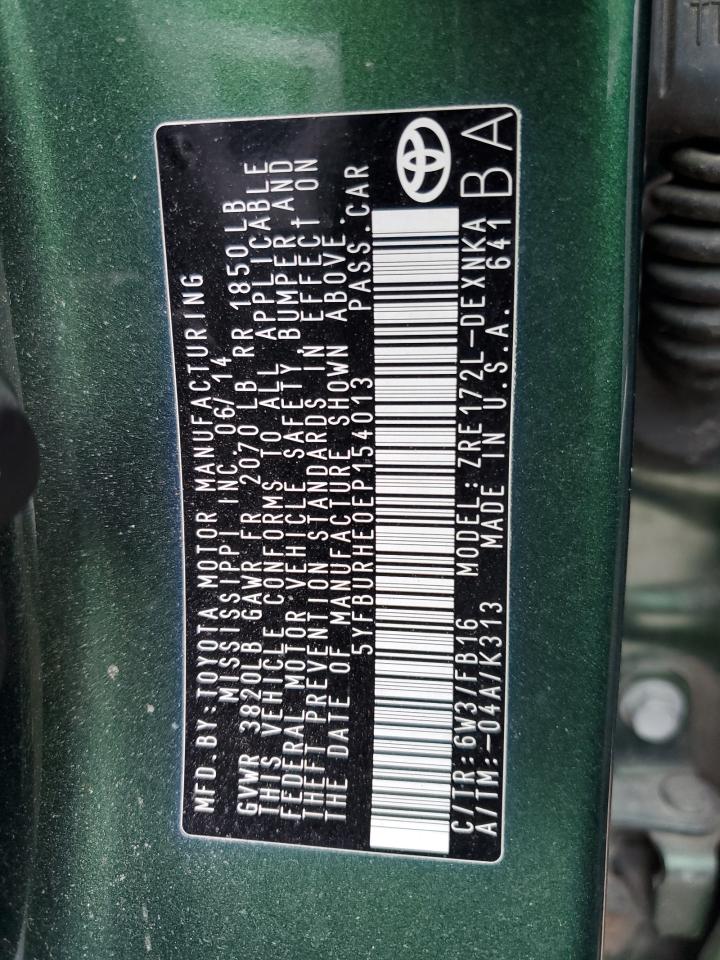 MFD.BY:TOYOTA MOTOR MANUFACTURING
MISSISSIPPI INC. 06/14
GVWR 3820LB GAWR FR 2070 LB RR 1850LB
THIS VEHICLE CONFORMS TO ALL APPLICABLE
FEDERAL MOTOR VEHICLE SAFETY, BUMPER AND
THEFT PREVENTION STANDARDS IN EFFECT ON
THE DATE OF MANUFACTURE SHOWN ABOVE.
5YFBURHE0EP154013 PASS.CAR
C/TR:6W3/FB16 MODEL:ZRE172L-DEXNKA
A/TM:-04A/K313 MADE IN U.S.A. 641
BA